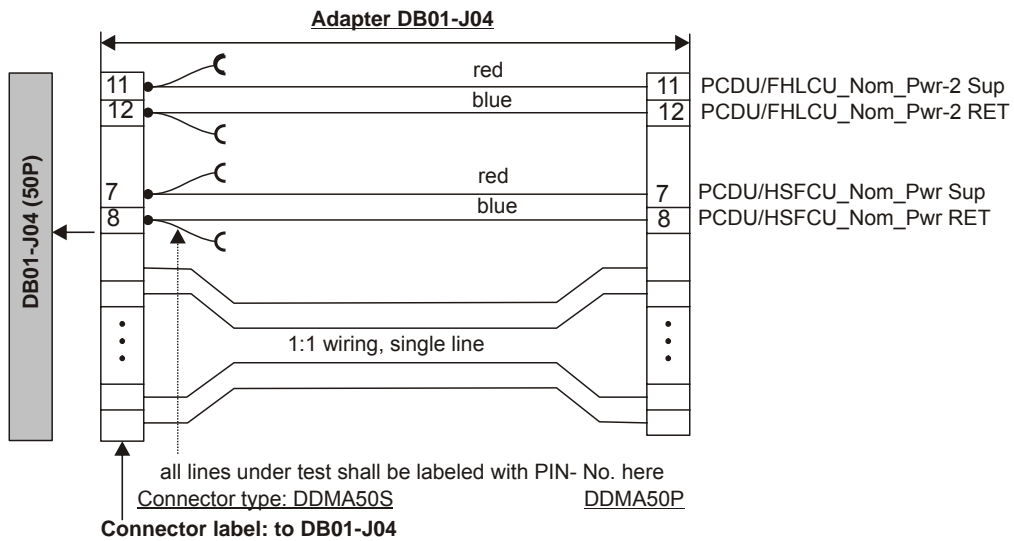 Adapter DB01-J04
11 red 11 PCDU/FHLCU_Nom_Pwr-2 Sup
12 blue 12 PCDU/FHLCU_Nom_Pwr-2 RET
DB01-J04 (50P)
7 red 7 PCDU/HSFCU_Nom_Pwr Sup
8 blue 8 PCDU/HSFCU_Nom_Pwr RET
1:1 wiring, single line
all lines under test shall be labeled with PIN- No. here
Connector type: DDMA50S DDMA50P
Connector label: to DB01-J04